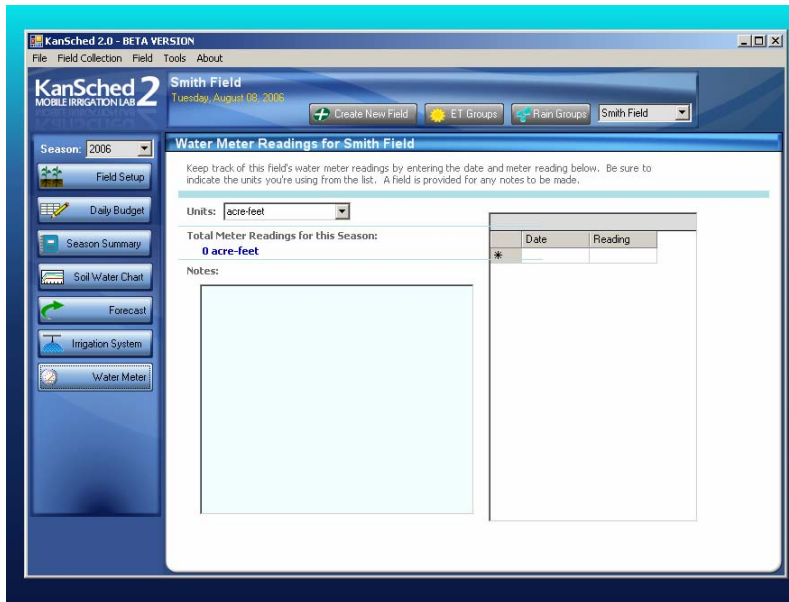 KanSched 2.0 - BETA VERSION
File Field Collection Field Tools About
KanSched 2
MOBILE IRRIGATION LAB
Smith Field
Tuesday, August 08, 2006
Create New Field
ET Groups
Rain Groups
Smith Field
Season: 2006
Field Setup
Daily Budget
Season Summary
Soil Water Chart
Forecast
Irrigation System
Water Meter
Water Meter Readings for Smith Field
Keep track of this field's water meter readings by entering the date and meter reading below. Be sure to
indicate the units you're using from the list. A field is provided for any notes to be made.
Units: acre-feet
Total Meter Readings for this Season:
0 acre-feet
Notes:
Date Reading
*